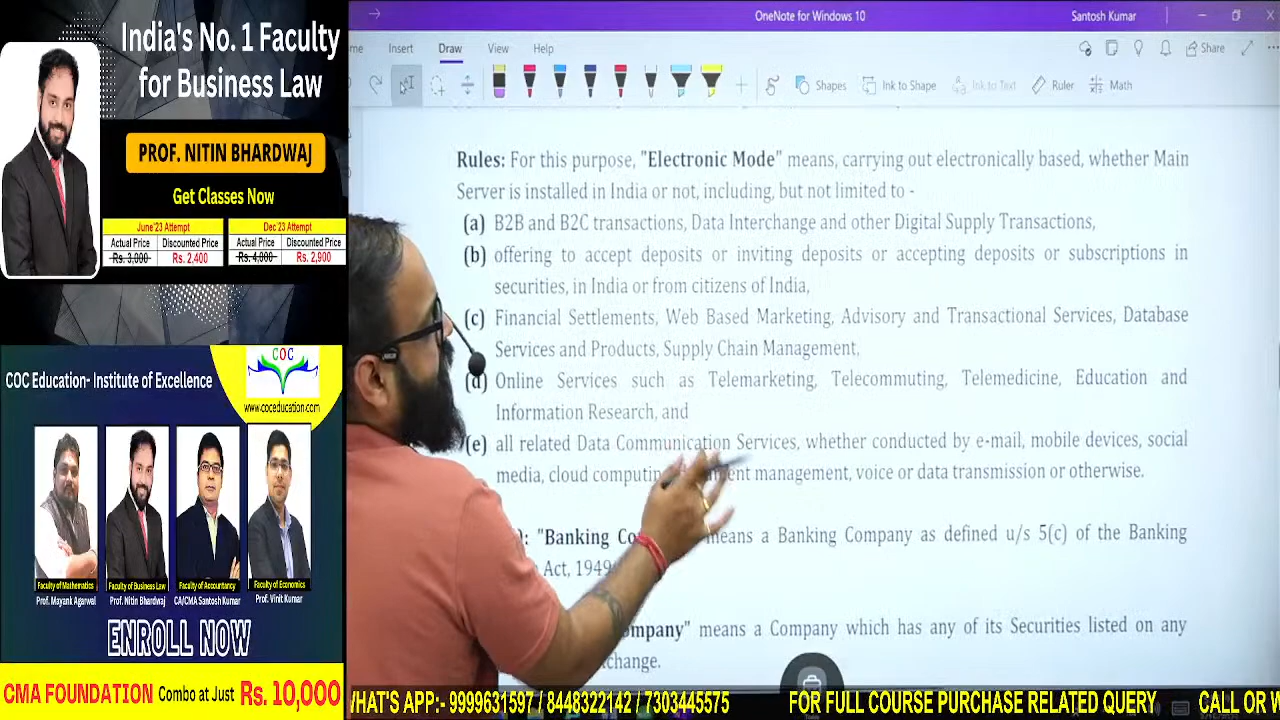 India's No. 1 Faculty
for Business Law
PROF. NITIN BHARDWAJ
Get Classes Now
June'23 Attempt
Dec'23 Attempt
Actual Price
Discounted Price
Actual Price
Discounted Price
Rs. 3,000
Rs. 2,400
Rs. 4,000
Rs. 2,900
COC Education- Institute of Excellence
COC
www.coceducation.com
Faculty of Mathematics
Faculty of Business Law
Faculty of Accountancy
Faculty of Economics
Prof. Mayank Agarwal
Prof. Nitin Bhardwaj
CA/CMA Santosh Kumar
Prof. Vinit Kumar
ENROLL NOW
CMA FOUNDATION Combo at Just Rs. 10,000
OneNote for Windows 10
Santosh Kumar
me Insert Draw View Help
Share
Shapes
Ink to Shape
Ink to Text
Ruler
Math
Rules: For this purpose, "Electronic Mode" means, carrying out electronically based, whether Main
Server is installed in India or not, including, but not limited to -
(a) B2B and B2C transactions, Data Interchange and other Digital Supply Transactions,
(b) offering to accept deposits or inviting deposits or accepting deposits or subscriptions in
securities, in India or from citizens of India,
(c) Financial Settlements, Web Based Marketing, Advisory and Transactional Services, Database
Services and Products, Supply Chain Management,
(d) Online Services such as Telemarketing, Telecommuting, Telemedicine, Education and
Information Research, and
(e) all related Data Communication Services, whether conducted by e-mail, mobile devices, social
media, cloud computin ent management, voice or data transmission or otherwise.
): "Banking Co means a Banking Company as defined u/s 5(c) of the Banking
Act, 1949
ompany" means a Company which has any of its Securities listed on any
change.
WHAT'S APP:- 9999631597 / 8448322142 / 7303445575 FOR FULL COURSE PURCHASE RELATED QUERY CALL OR W